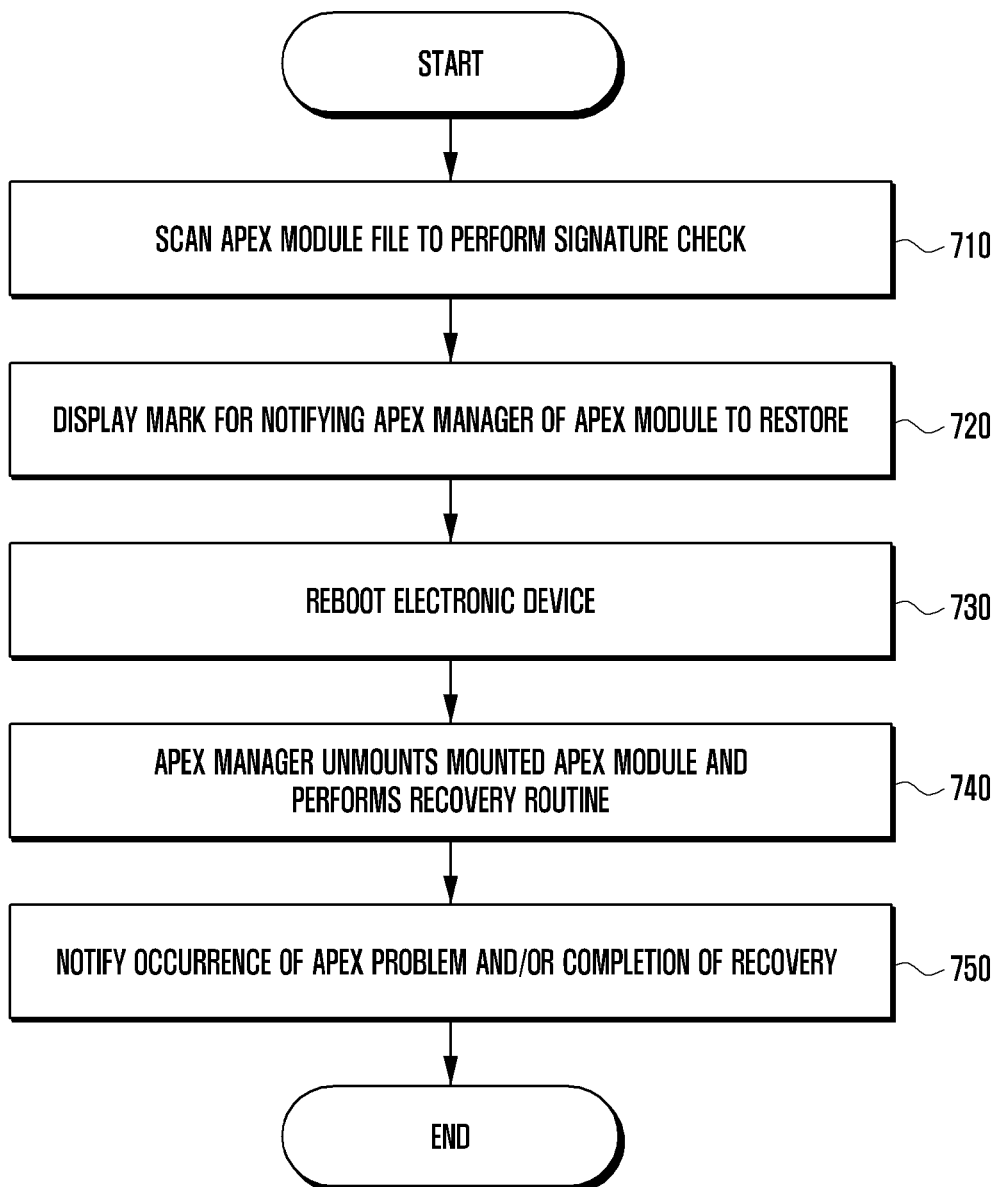 START
SCAN APEX MODULE FILE TO PERFORM SIGNATURE CHECK
710
DISPLAY MARK FOR NOTIFYING APEX MANAGER OF APEX MODULE TO RESTORE
720
REBOOT ELECTRONIC DEVICE
730
APEX MANAGER UNMOUNTS MOUNTED APEX MODULE AND
PERFORMS RECOVERY ROUTINE
740
NOTIFY OCCURRENCE OF APEX PROBLEM AND/OR COMPLETION OF RECOVERY
750
END